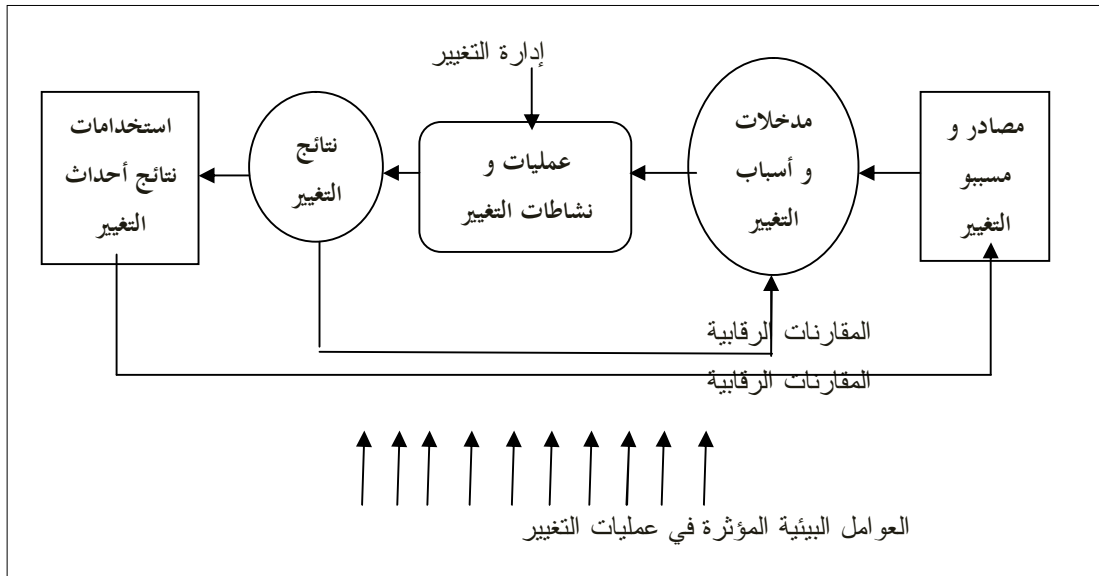 إدارة التغيير
مصادر و
مسببو
التغيير
مدخلات
و أسباب
التغيير
عمليات و
نشاطات التغيير
نتائج
التغيير
استخدامات
نتائج أحداث
التغيير
المقارنات الرقابية
المقارنات الرقابية
العوامل البيئية المؤثرة في عمليات التغيير